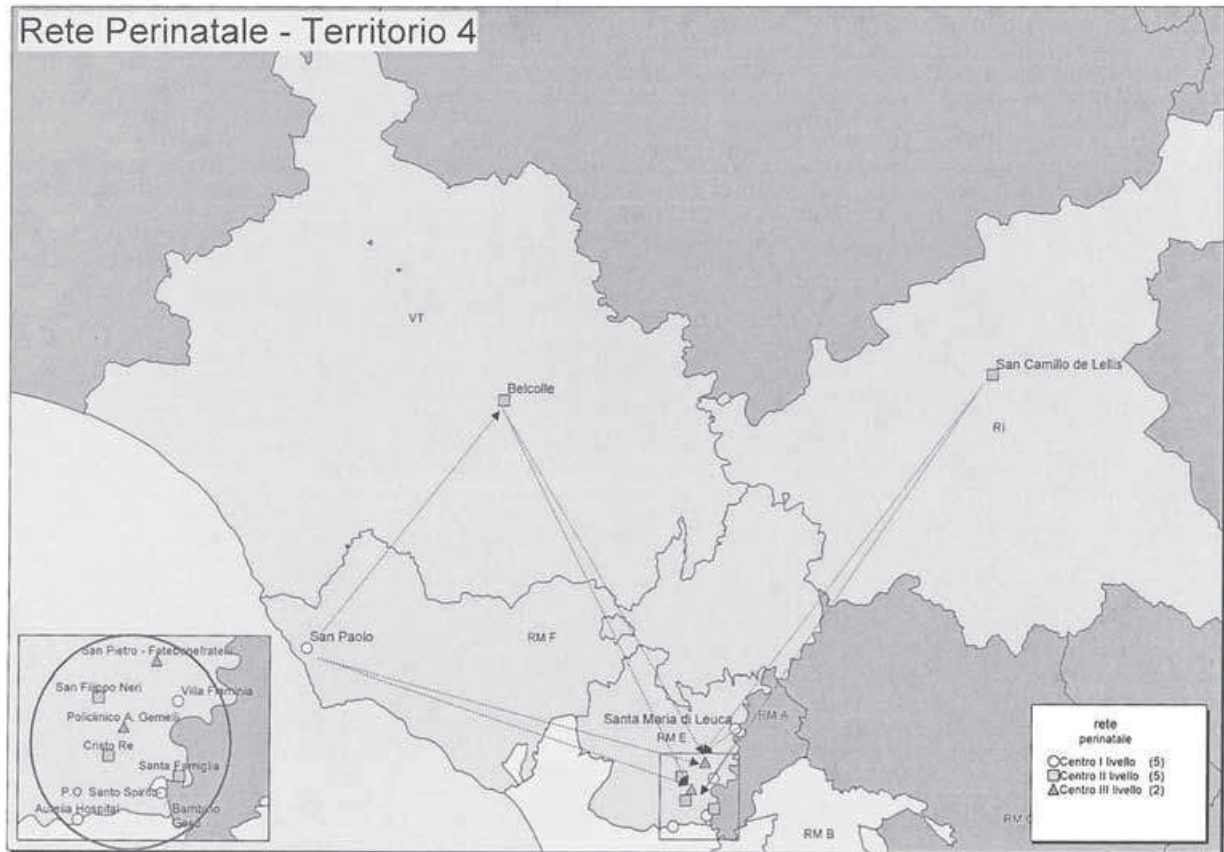 Rete Perinatale - Territorio 4
VT
Belcolle
San Camillo de Lellis
RI
San Paolo
RM F
Santa Maria di Leuca
RM A
RM E
RM B
San Pietro - Fatebenefratelli
San Filippo Neri
Villa Flaminia
Policlinico A. Gemelli
Cristo Re
Santa Famiglia
P.O. Santo Spirito
Aurelia Hospital
Bambino
Gesù
rete
perinatale
Centro I livello (5)
Centro II livello (5)
Centro III livello (2)